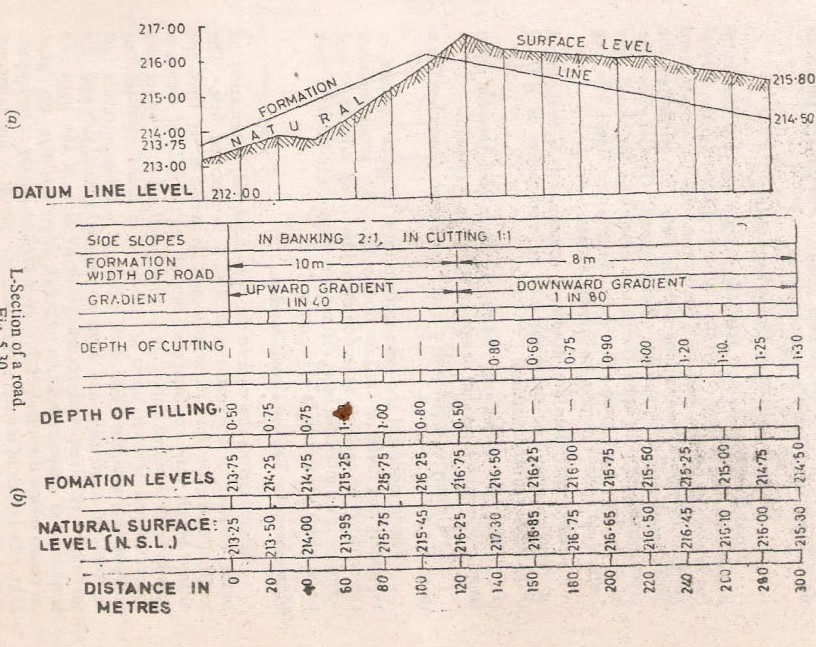 217·00
216·00
215·00
214·00
213·75
213·00
SURFACE LEVEL
LINE
FORMATION
NATURAL
215·80
214·50
DATUM LINE LEVEL
212·00
(a)
SIDE SLOPES IN BANKING 2:1, IN CUTTING 1:1
FORMATION
WIDTH OF ROAD
10m 8m
GRADIENT
UPWARD GRADIENT
1 IN 40
DOWNWARD GRADIENT
1 IN 80
DEPTH OF CUTTING – – – – – – – 0·80 0·60 0·75 0·90 1·00 1·20 1·10 1·25 1·30
DEPTH OF FILLING 0·50 0·75 0·75 1·00 0·80 0·50 – – – – – – – – –
FOMATION LEVELS 213·75 214·25 214·75 215·25 215·75 216·25 216·75 216·50 216·25 216·00 215·75 215·50 215·25 215·00 214·75 214·50
NATURAL SURFACE:
LEVEL (N.S.L.) 213·25 213·50 214·00 213·95 215·75 215·45 216·25 217·30 216·85 216·75 216·65 216·50 216·45 216·10 216·00 215·30
DISTANCE IN
METRES
0 20 40 60 80 100 120 140 160 180 200 220 240 260 280 300
(b)
L-Section of a road.